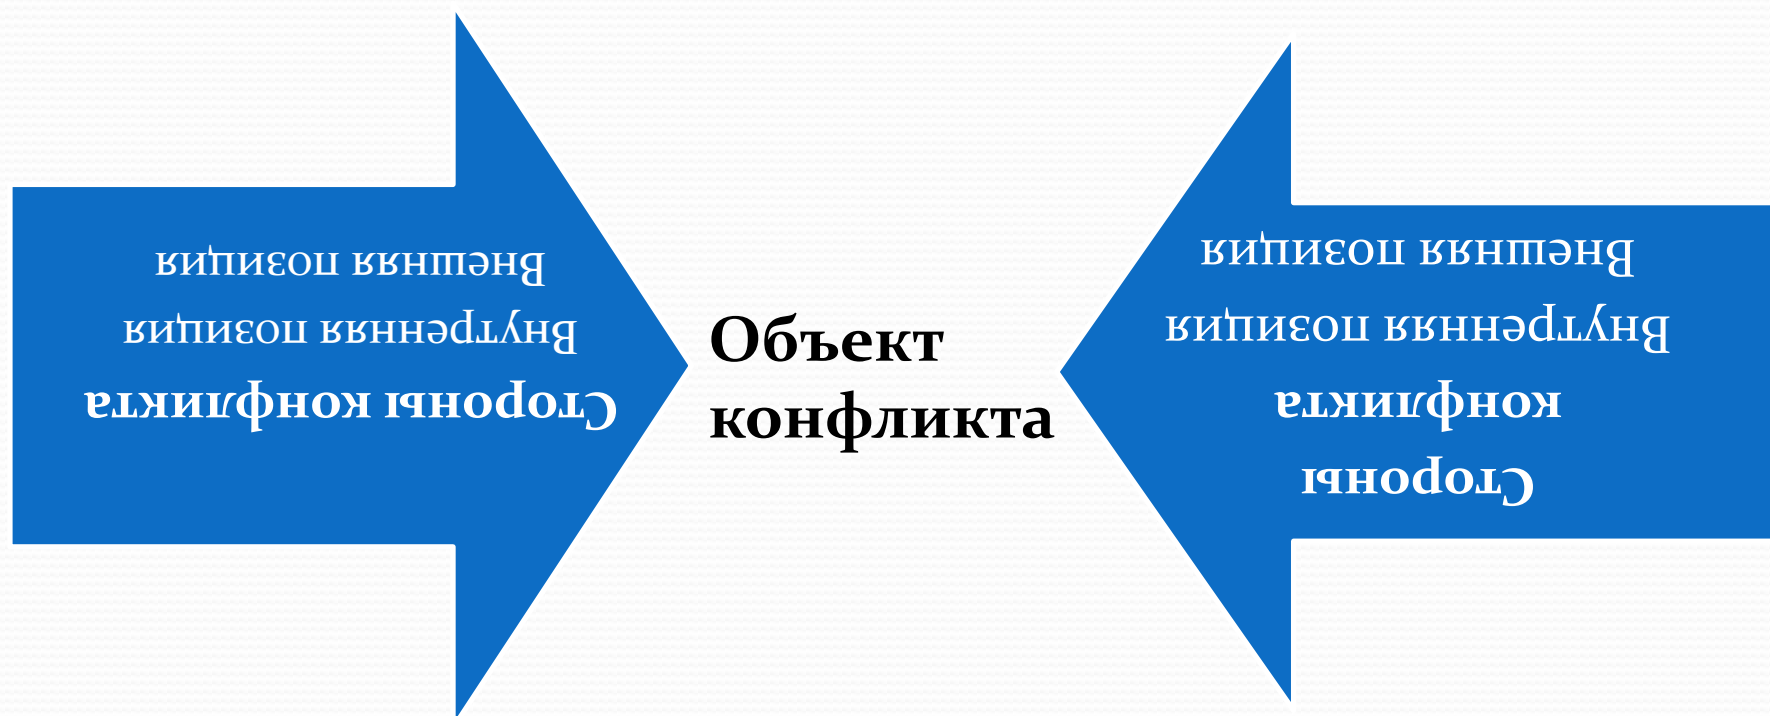 Стороны конфликта
Внутренняя позиция
Внешняя позиция
Объект
конфликта
Стороны
конфликта
Внутренняя позиция
Внешняя позиция